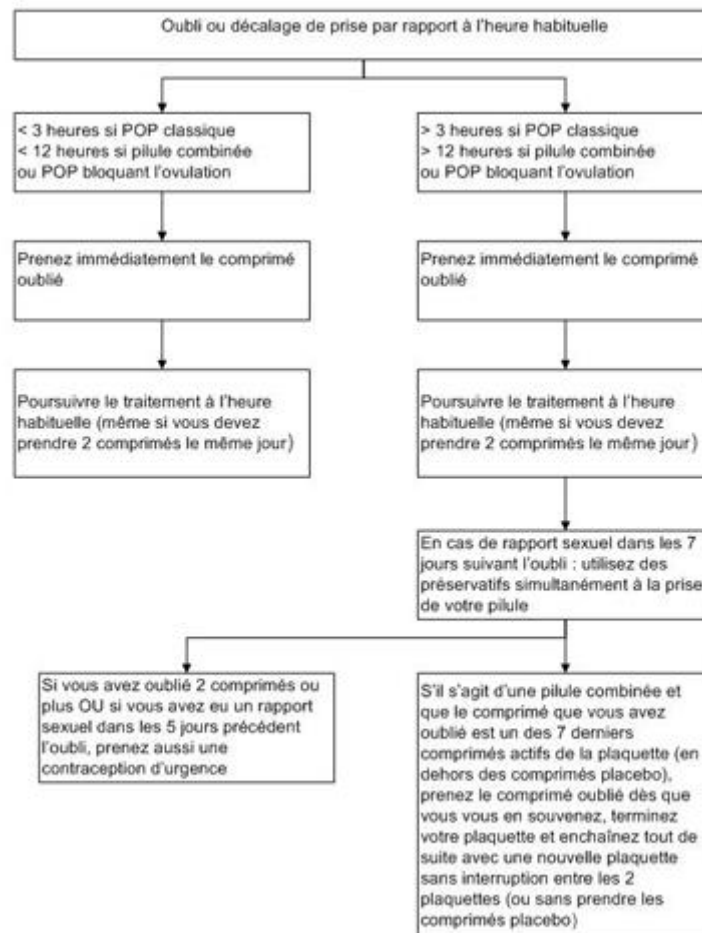 Oubli ou décalage de prise par rapport à l'heure habituelle
< 3 heures si POP classique
< 12 heures si pilule combinée
ou POP bloquant l'ovulation
> 3 heures si POP classique
> 12 heures si pilule combinée
ou POP bloquant l'ovulation
Prenez immédiatement le comprimé
oublié
Prenez immédiatement le comprimé
oublié
Poursuivre le traitement à l'heure
habituelle (même si vous devez
prendre 2 comprimés le même jour)
Poursuivre le traitement à l'heure
habituelle (même si vous devez
prendre 2 comprimés le même jour)
En cas de rapport sexuel dans les 7
jours suivant l'oubli : utilisez des
préservatifs simultanément à la prise
de votre pilule
Si vous avez oublié 2 comprimés ou
plus OU si vous avez eu un rapport
sexuel dans les 5 jours précédent
l'oubli, prenez aussi une
contraception d'urgence
S'il s'agit d'une pilule combinée et
que le comprimé que vous avez
oublié est un des 7 derniers
comprimés actifs de la plaquette (en
dehors des comprimés placebo),
prenez le comprimé oublié dès que
vous vous en souvenez, terminez
votre plaquette et enchaînez tout de
suite avec une nouvelle plaquette
sans interruption entre les 2
plaquettes (ou sans prendre les
comprimés placebo)